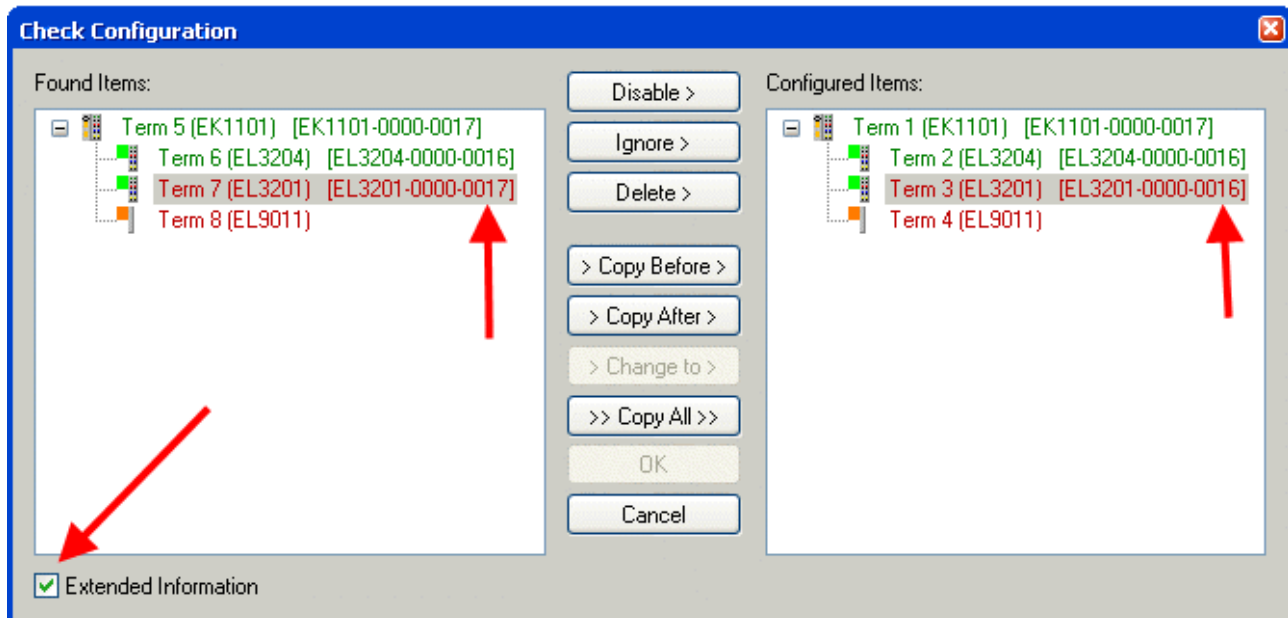 Check Configuration
Found Items:
Term 5 (EK1101) [EK1101-0000-0017]
Term 6 (EL3204) [EL3204-0000-0016]
Term 7 (EL3201) [EL3201-0000-0017]
Term 8 (EL9011)
Disable >
Ignore >
Delete >
> Copy Before >
> Copy After >
> Change to >
>> Copy All >>
OK
Cancel
Configured Items:
Term 1 (EK1101) [EK1101-0000-0017]
Term 2 (EL3204) [EL3204-0000-0016]
Term 3 (EL3201) [EL3201-0000-0016]
Term 4 (EL9011)
Extended Information